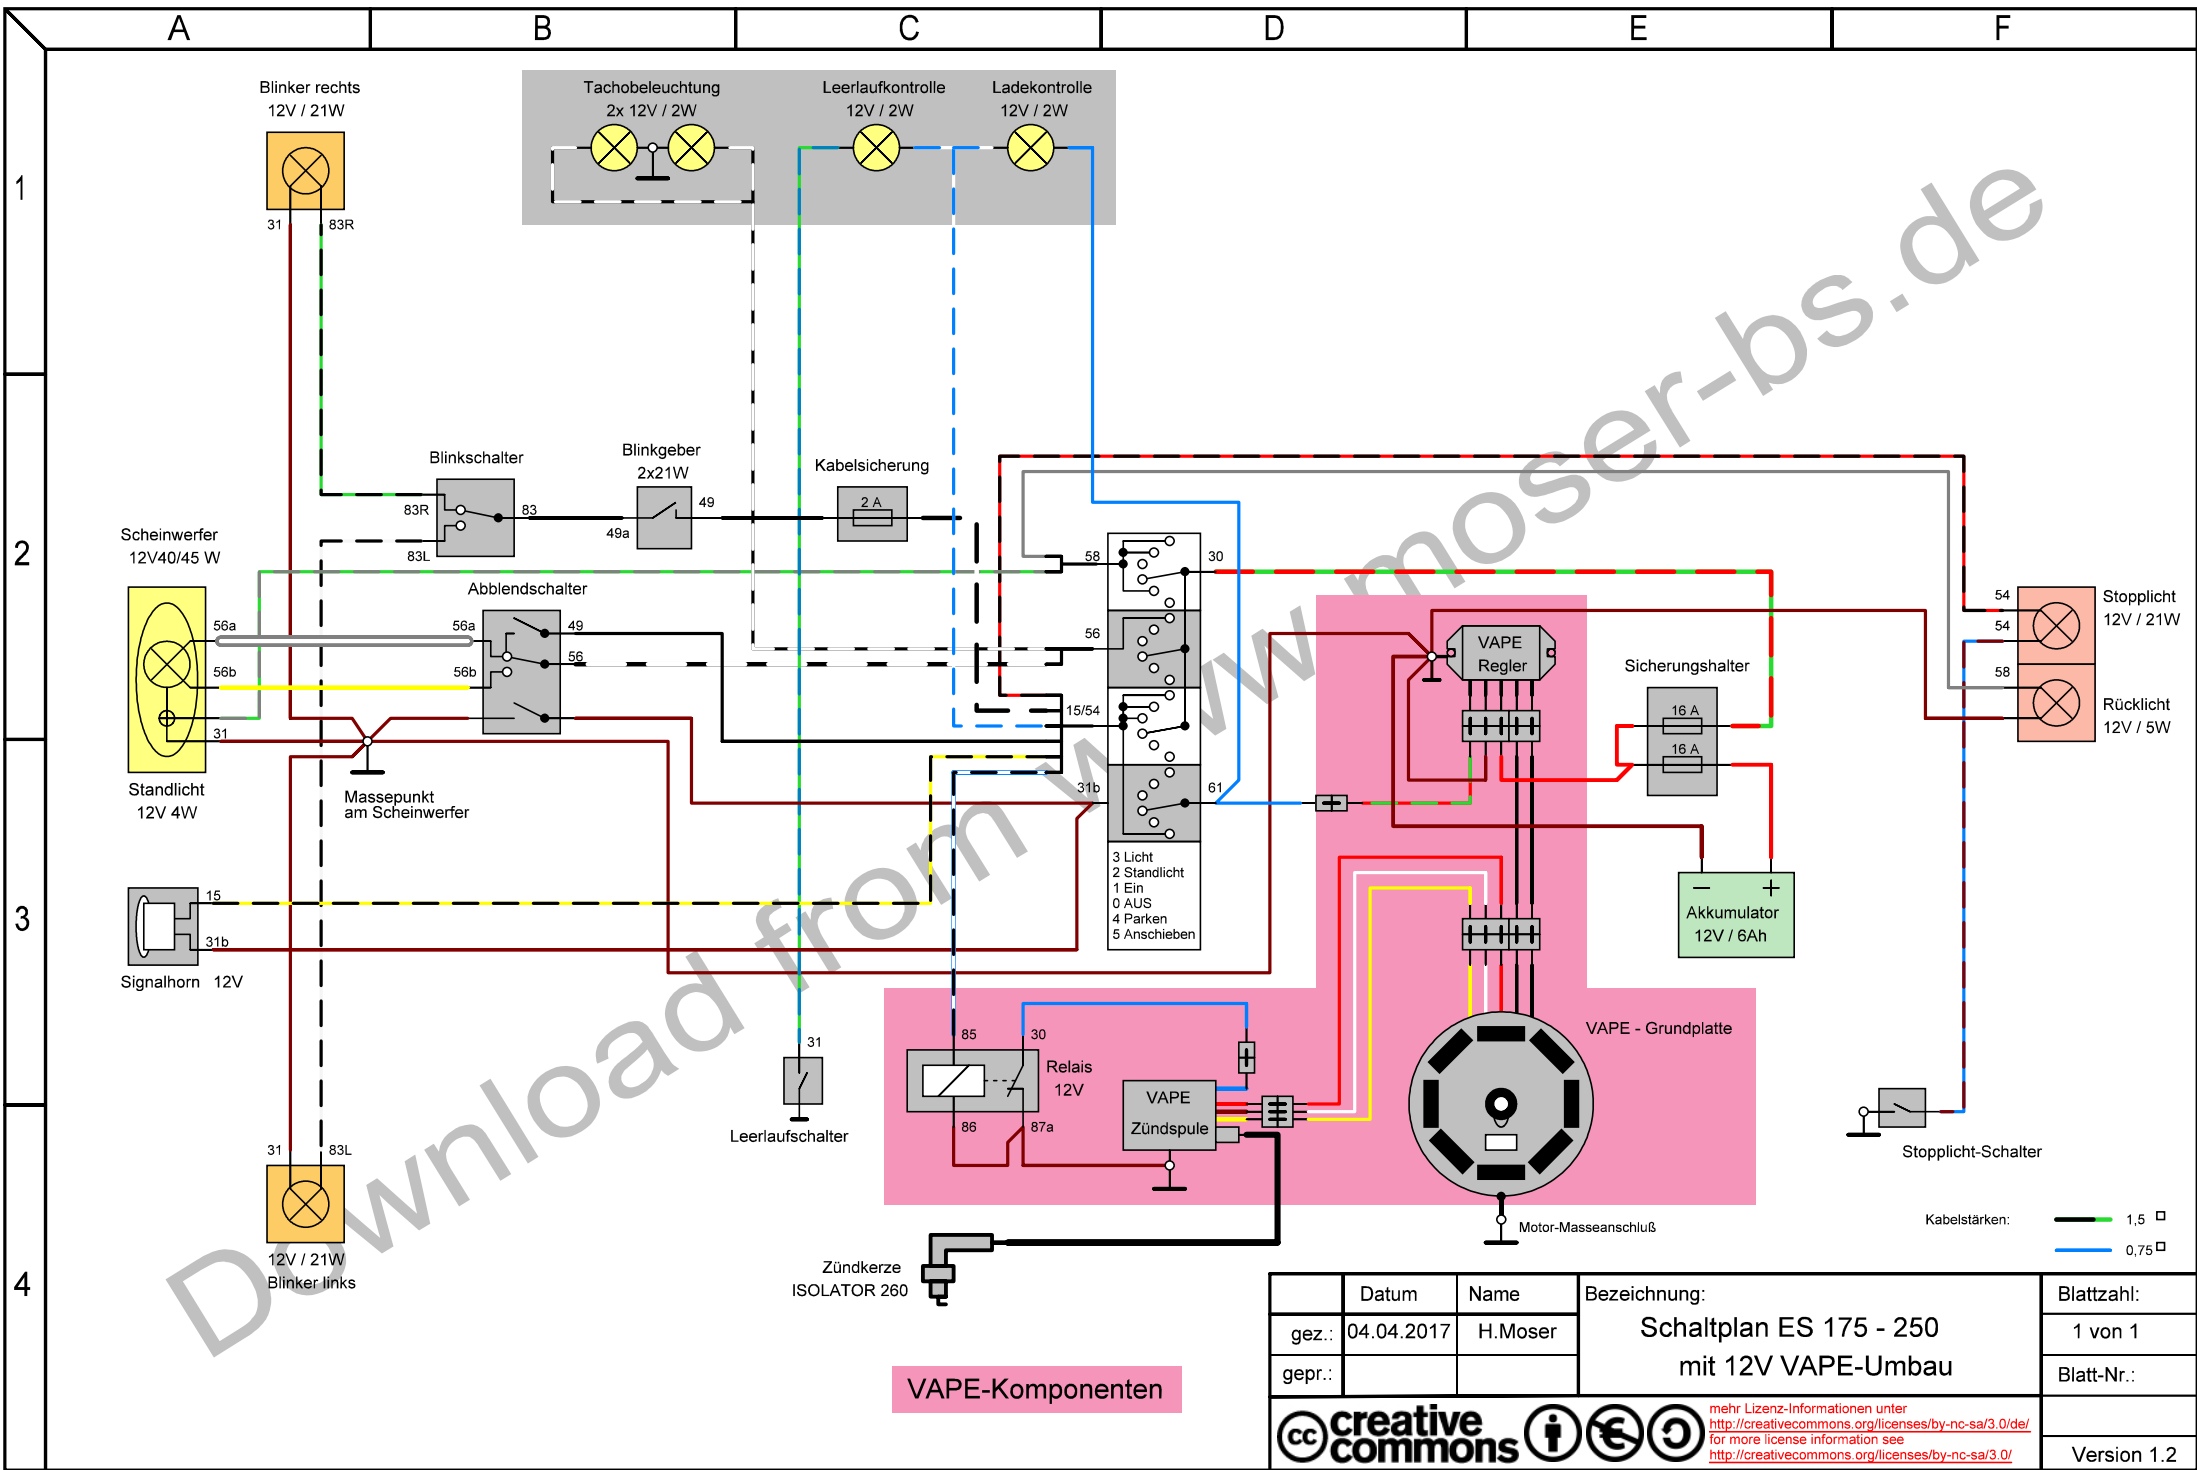 A B C D E F
1
2
3
4
Blinker rechts
12V / 21W
31 83R
Tachobeleuchtung
2x 12V / 2W
Leerlaufkontrolle
12V / 2W
Ladekontrolle
12V / 2W
Blinkschalter
83R
83
83L
Blinkgeber
2x21W
49
49a
Kabelsicherung
2 A
Scheinwerfer
12V40/45 W
56a
56b
31
Standlicht
12V 4W
Abblendschalter
56a
56b
49
56
Massepunkt
am Scheinwerfer
58
30
56
15/54
31b
61
3 Licht
2 Standlicht
1 Ein
0 AUS
4 Parken
5 Anschieben
VAPE
Regler
Sicherungshalter
16 A
16 A
54
54
58
Stopplicht
12V / 21W
Rücklicht
12V / 5W
Akkumulator
12V / 6Ah
15
31b
Signalhorn 12V
31
Leerlaufschalter
85
30
Relais
12V
86
87a
VAPE
Zündspule
VAPE - Grundplatte
Motor-Masseanschluß
Stopplicht-Schalter
31 83L
12V / 21W
Blinker links
Zündkerze
ISOLATOR 260
Kabelstärken:
1,5
0,75
VAPE-Komponenten
Datum Name
gez.: 04.04.2017 H.Moser
gepr.:
Bezeichnung:
Schaltplan ES 175 - 250
mit 12V VAPE-Umbau
Blattzahl:
1 von 1
Blatt-Nr.:
Version 1.2
cc creative
commons
mehr Lizenz-Informationen unter
http://creativecommons.org/licenses/by-nc-sa/3.0/de/
for more license information see
http://creativecommons.org/licenses/by-nc-sa/3.0/
Download from www.moser-bs.de